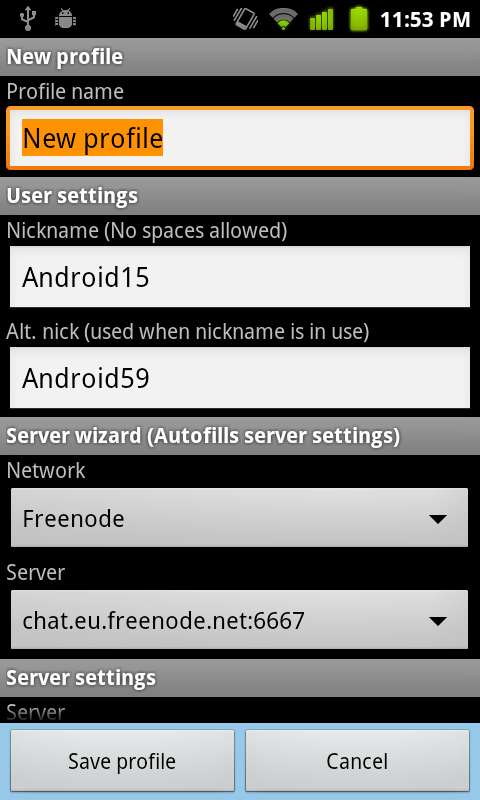 11:53 PM
New profile
Profile name
New profile
User settings
Nickname (No spaces allowed)
Android15
Alt. nick (used when nickname is in use)
Android59
Server wizard (Autofills server settings)
Network
Freenode
Server
chat.eu.freenode.net:6667
Server settings
Server
Save profile
Cancel